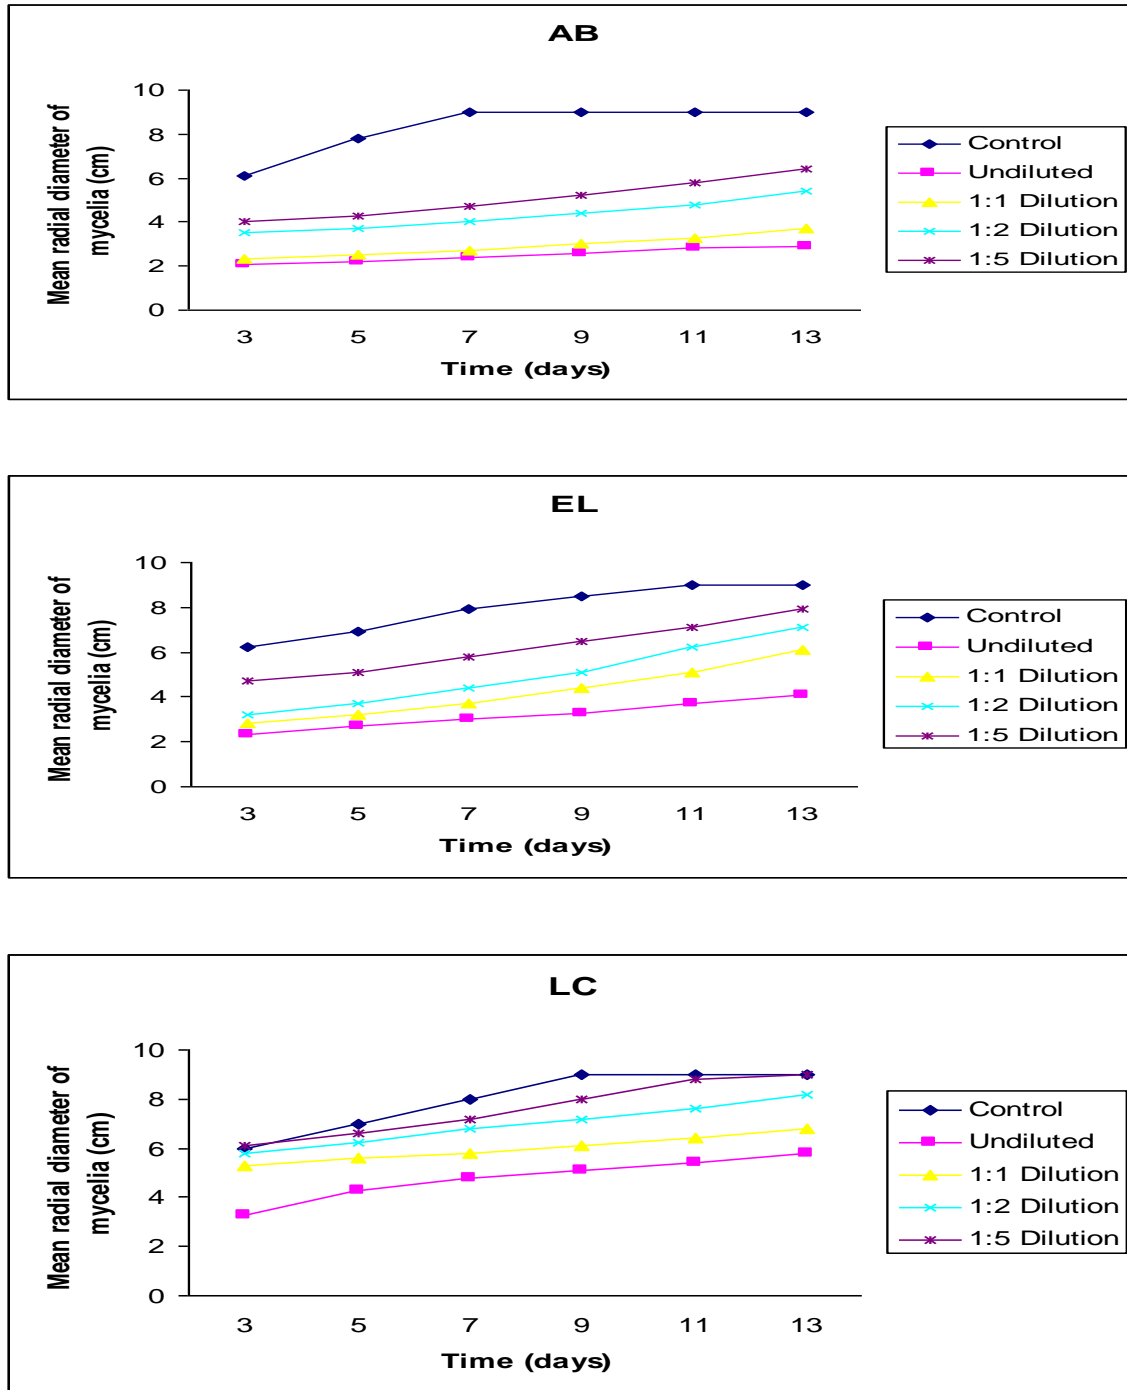 AB
Mean radial diameter of
mycelia (cm)
10
8
6
4
2
0
3 5 7 9 11 13
Time (days)
Control
Undiluted
1:1 Dilution
1:2 Dilution
1:5 Dilution
EL
Mean radial diameter of
mycelia (cm)
10
8
6
4
2
0
3 5 7 9 11 13
Time (days)
Control
Undiluted
1:1 Dilution
1:2 Dilution
1:5 Dilution
LC
Mean radial diameter of
mycelia (cm)
10
8
6
4
2
0
3 5 7 9 11 13
Time (days)
Control
Undiluted
1:1 Dilution
1:2 Dilution
1:5 Dilution